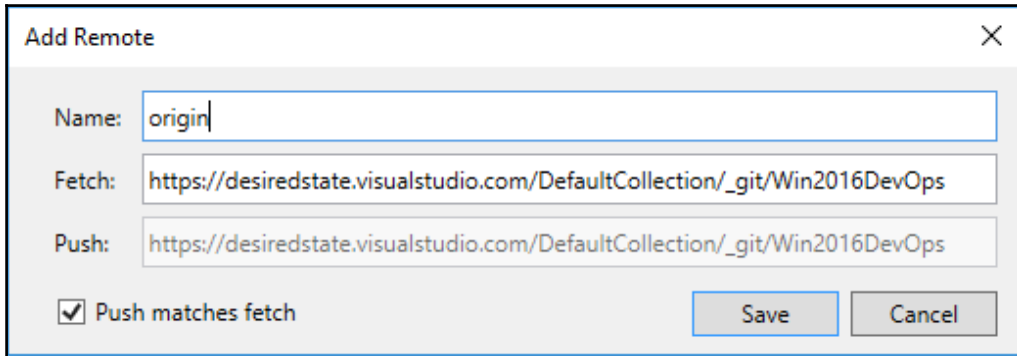 Add Remote
Name: origin
Fetch: https://desiredstate.visualstudio.com/DefaultCollection/_git/Win2016DevOps
Push: https://desiredstate.visualstudio.com/DefaultCollection/_git/Win2016DevOps
Push matches fetch Save Cancel